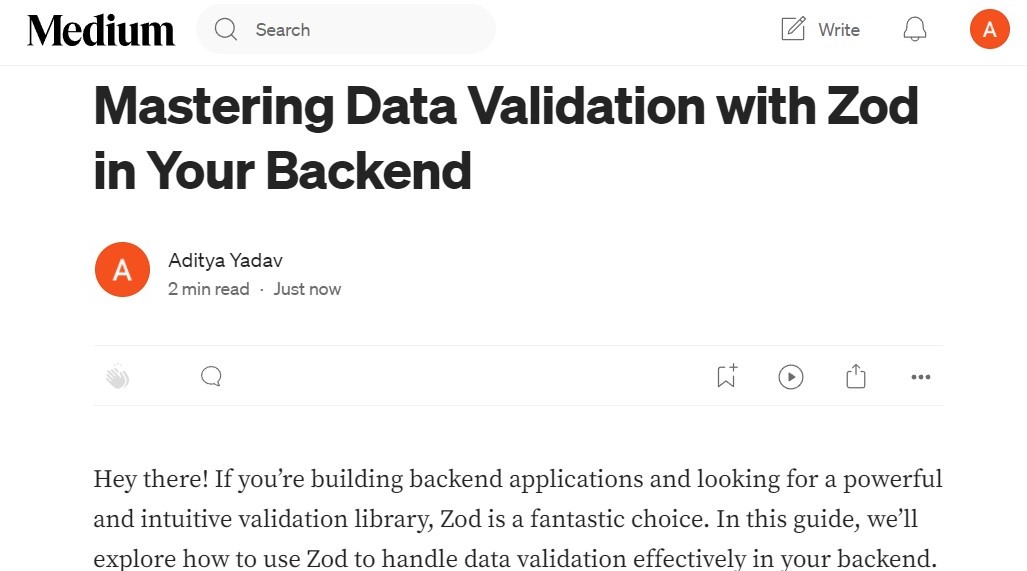 Medium
Search
Write
A
Mastering Data Validation with Zod
in Your Backend
A
Aditya Yadav
2 min read · Just now
Hey there! If you’re building backend applications and looking for a powerful
and intuitive validation library, Zod is a fantastic choice. In this guide, we’ll
explore how to use Zod to handle data validation effectively in your backend.